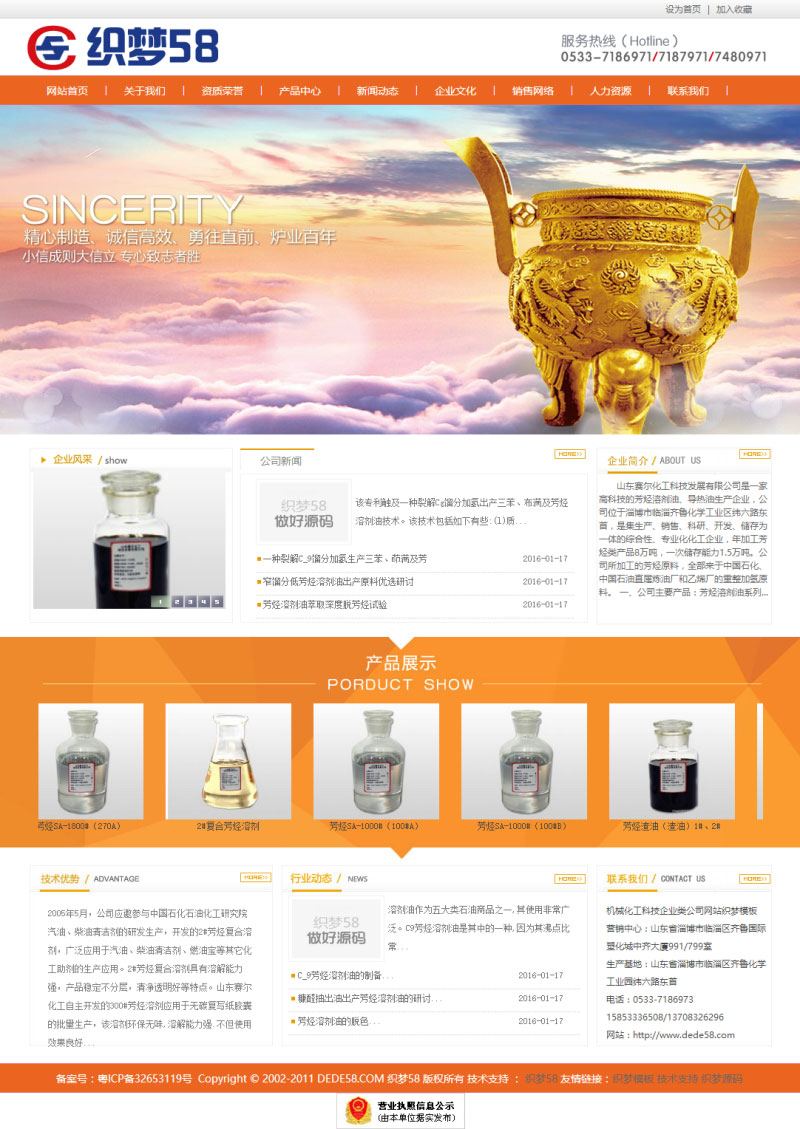 设为首页 | 加入收藏
织梦58
服务热线（Hotline）
0533-7186971/7187971/7480971
网站首页 | 关于我们 | 资质荣誉 | 产品中心 | 新闻动态 | 企业文化 | 销售网络 | 人力资源 | 联系我们 |
SINCERITY
精心制造、诚信高效、勇往直前、炉业百年
小信成则大信立 专心致志者胜
企业风采 / show
1 2 3 4 5
公司新闻
MORE>>
织梦58
做好源码
该专利触及一种裂解C9馏分加氢出产三苯、茚满及芳烃
溶剂油技术。该技术包括如下有些:(1)质...
一种裂解C_9馏分加氢生产三苯、茚满及芳 2016-01-17
窄馏分低芳烃溶剂油出产原料优选研讨 2016-01-17
芳烃溶剂油萃取深度脱芳烃试验 2016-01-17
企业简介 / ABOUT US
MORE>>
山东赛尔化工科技发展有限公司是一家
高科技的芳烃溶剂油、导热油生产企业，公
司位于淄博市临淄齐鲁化学工业区纬六路东
首，是集生产、销售、科研、开发、储存为
一体的综合性、专业化化工企业，年加工芳
烃类产品8万吨，一次储存能力1.5万吨。公
司所加工的芳烃原料，全部来于中国石化、
中国石油直属炼油厂和乙烯厂的重整加氢原
料。 一、公司主要产品：芳烃溶剂油系列...
产品展示
PORDUCT SHOW
芳烃SA-1800#（270A）
2#复合芳烃溶剂
芳烃SA-1000#（100#A）
芳烃SA-1000#（100#B）
芳烃渣油（渣油）1#、2#
技术优势 / ADVANTAGE
MORE>>
2005年5月，公司应邀参与中国石化石油化工研究院
汽油、柴油清洁剂的研发生产，开发的2#芳烃复合溶
剂，广泛应用于汽油、柴油清洁剂、燃油宝等其它化
工助剂的生产应用。2#芳烃复合溶剂具有溶解能力
强，产品稳定不分层，清净透明好等特点。山东赛尔
化工自主开发的300#芳烃溶剂应用于无碳复写纸胶囊
的批量生产，该溶剂环保无味,溶解能力强.不但使用
效果良好...
行业动态 / NEWS
MORE>>
织梦58
做好源码
溶剂油作为五大类石油商品之一,其使用非常广
泛。C9芳烃溶剂油是其中的一种,因为其沸点比
常...
C_9芳烃溶剂油的制备... 2016-01-17
糠醛抽出油出产芳烃溶剂油的研讨... 2016-01-17
芳烃溶剂油的脱色... 2016-01-17
联系我们 / CONTACT US
MORE>>
机械化工科技企业类公司网站织梦模板
营销中心：山东省淄博市临淄区齐鲁国际
塑化城中齐大厦991/799室
生产基地：山东省淄博市临淄区齐鲁化学
工业园纬六路东首
电话：0533-7186973
15853336508/13708326296
网站：http://www.dede58.com
备案号：粤ICP备32653119号 Copyright © 2002-2011 DEDE58.COM 织梦58 版权所有 技术支持 ： 织梦58 友情链接：织梦模板 技术支持 织梦源码
营业执照信息公示
(由本单位据实发布)